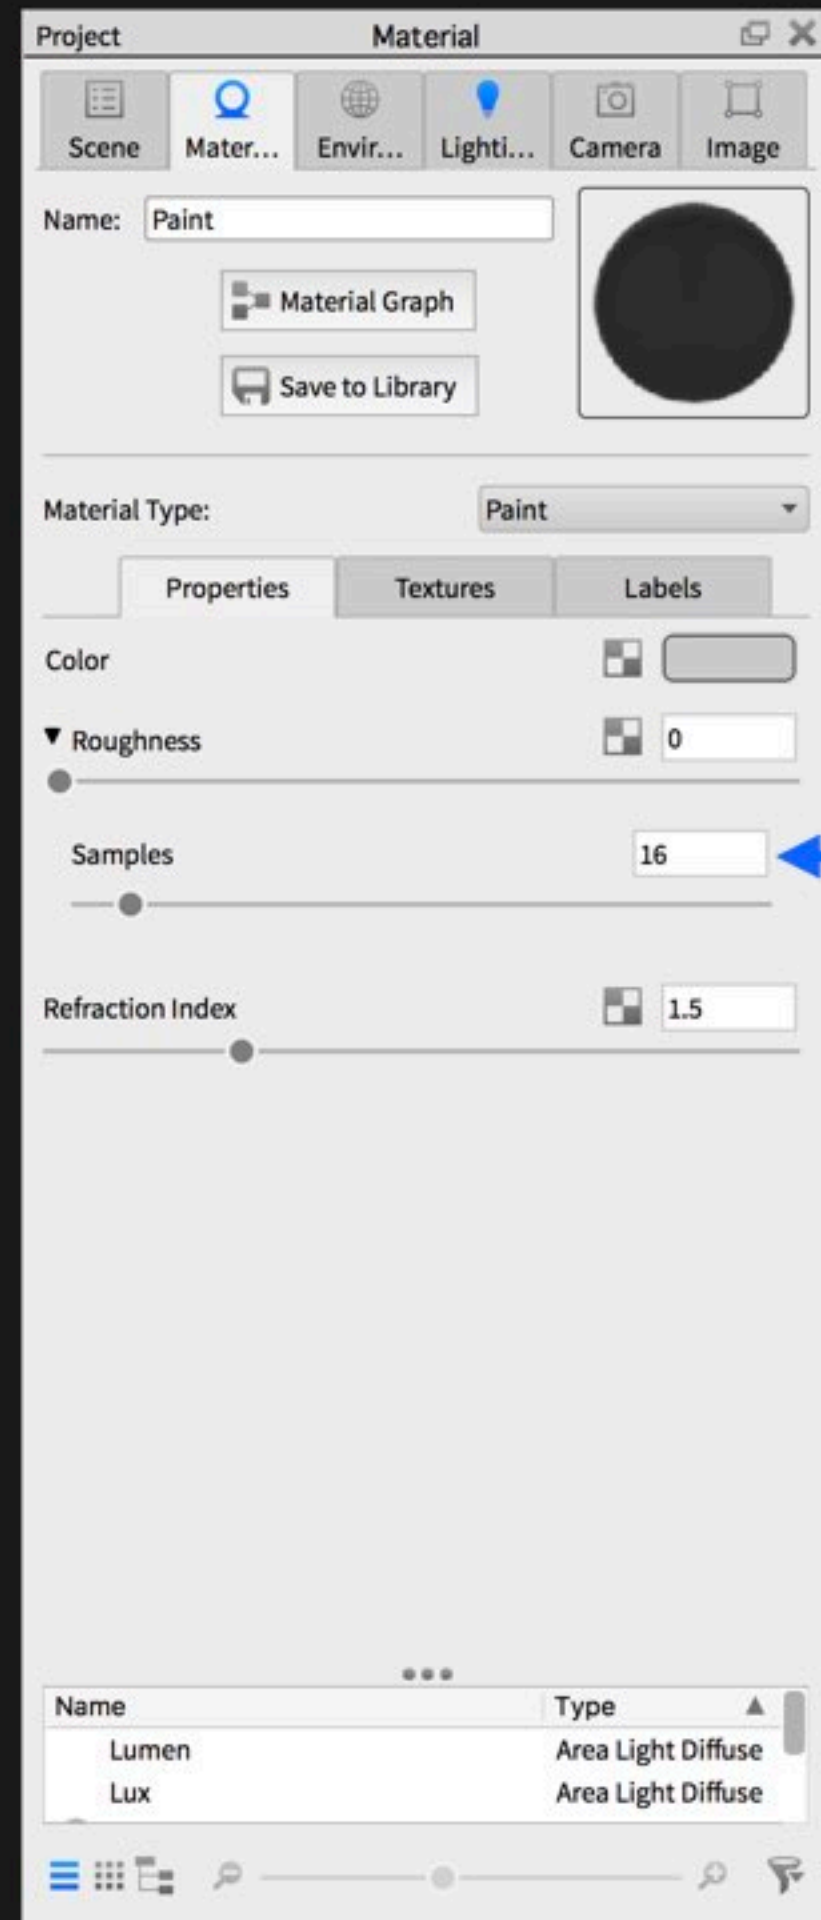 Project Material
Scene Mater... Envir... Lighti... Camera Image
Name: Paint
Material Graph
Save to Library
Material Type: Paint
Properties Textures Labels
Color
Roughness 0
Samples 16
Refraction Index 1.5
Name Type
Lumen Area Light Diffuse
Lux Area Light Diffuse